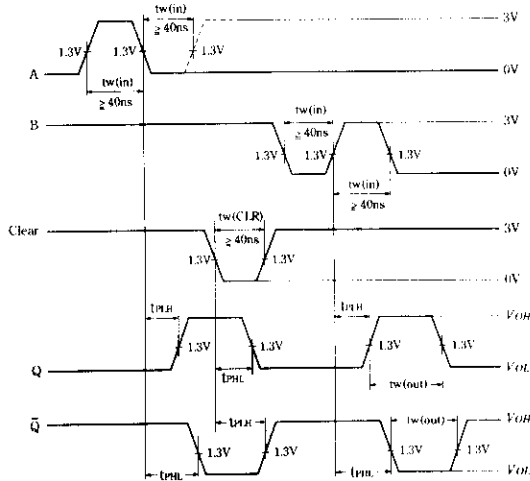 tw(in)
≧40ns
3V
1.3V 1.3V 1.3V
A
tw(in)
≧40ns
0V
tw(in)
≧40ns
B
3V
1.3V 1.3V 1.3V
0V
tw(in)
≧40ns
Clear
tw(CLR)
≧40ns
3V
1.3V 1.3V
0V
tPLH tPLH
VOH
1.3V 1.3V 1.3V 1.3V
Q
tPHL
VOL
tw(out)
Q̄
tPLH
tw(out)
VOH
1.3V 1.3V 1.3V 1.3V
tPHL tPHL
VOL